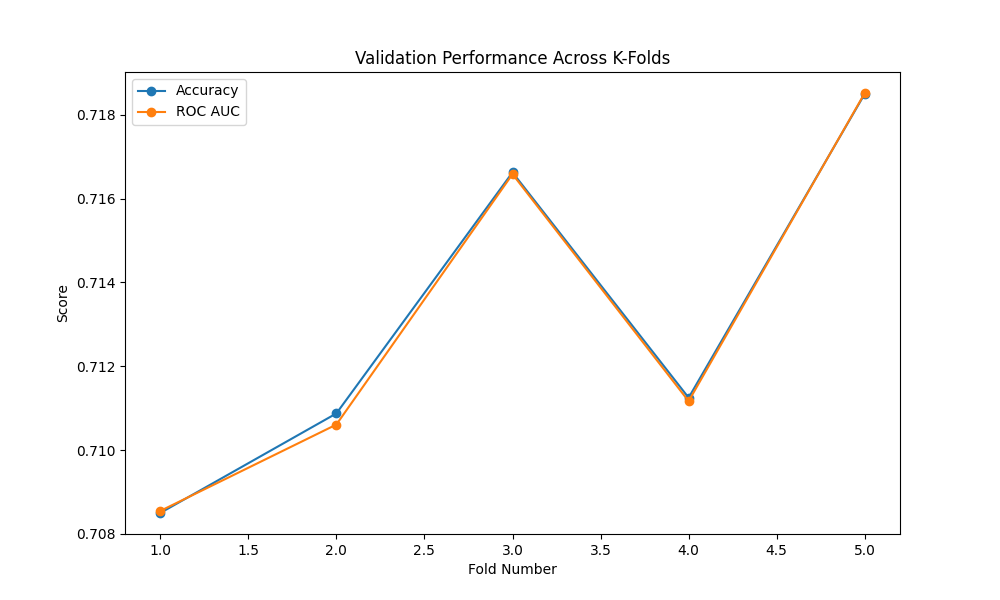 Validation Performance Across K-Folds
Accuracy
ROC AUC
0.718
0.716
0.714
0.712
0.710
0.708
Score
1.0 1.5 2.0 2.5 3.0 3.5 4.0 4.5 5.0
Fold Number